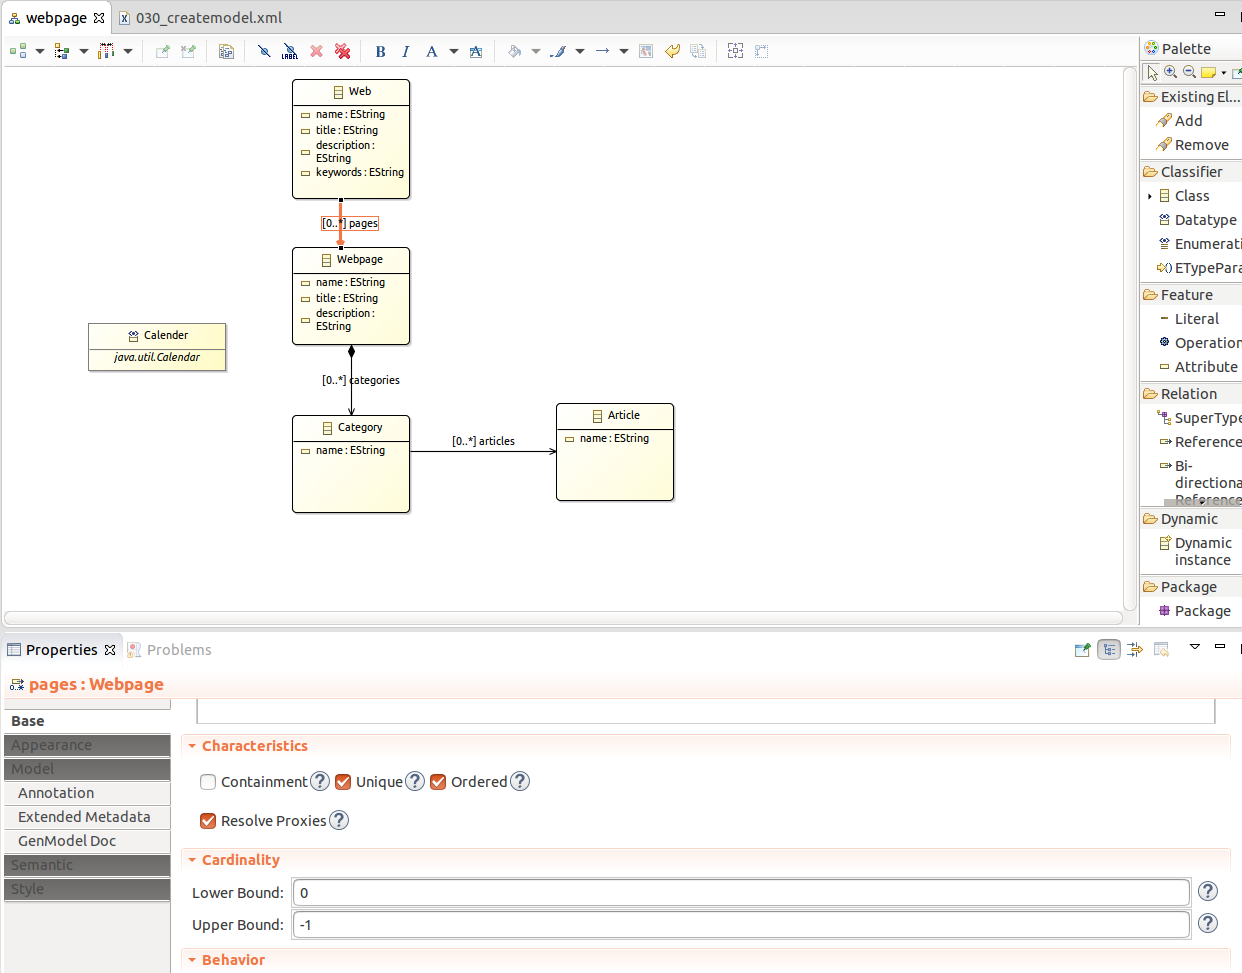 webpage
030_createmodel.xml
LABEL
B I A A
Palette
Existing El...
Add
Remove
Classifier
Class
Datatype
Enumerati
ETypePara
Feature
Literal
Operation
Attribute
Relation
SuperType
Reference
Bi-
directiona
Reference
Dynamic
Dynamic
instance
Package
Package
Web
name : EString
title : EString
description :
EString
keywords : EString
[0..*] pages
Webpage
name : EString
title : EString
description :
EString
Calender
java.util.Calendar
[0..*] categories
Category
name : EString
[0..*] articles
Article
name : EString
Properties
Problems
pages : Webpage
Base
Appearance
Model
Annotation
Extended Metadata
GenModel Doc
Semantic
Style
Characteristics
Containment ? Unique ? Ordered ?
Resolve Proxies ?
Cardinality
Lower Bound: 0 ?
Upper Bound: -1 ?
Behavior